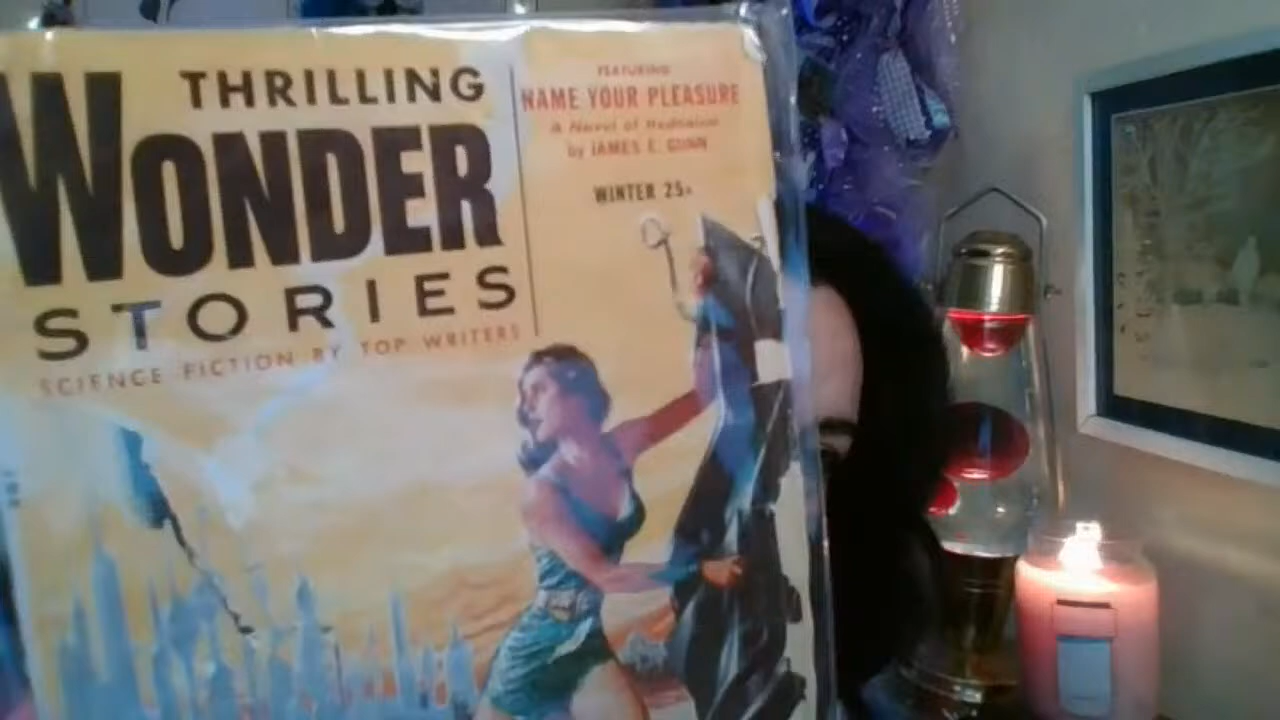 THRILLING
WONDER
STORIES
SCIENCE FICTION BY TOP WRITERS
FEATURING
NAME YOUR PLEASURE
A Novel of Hedonism
by JAMES E. GUNN
WINTER 25¢